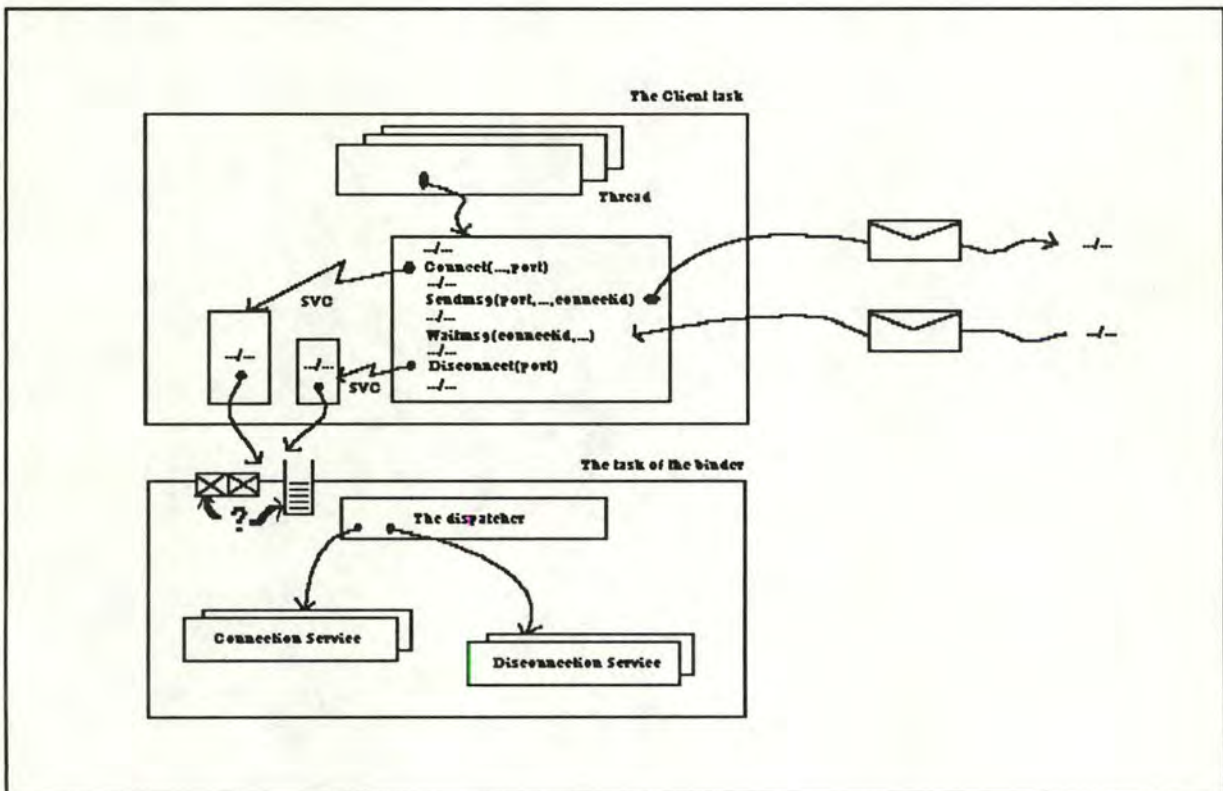 The Client task
Thread
--/--
Connect(...,port)
--/--
Sendmsg(port,...,connectid)
--/--
Waitmsg(connectid,...)
--/--
Disconnect(port)
--/--
SVC
SVC
--/--
--/--
--/--
--/--
The task of the binder
?
The dispatcher
Connection Service
Disconnection Service